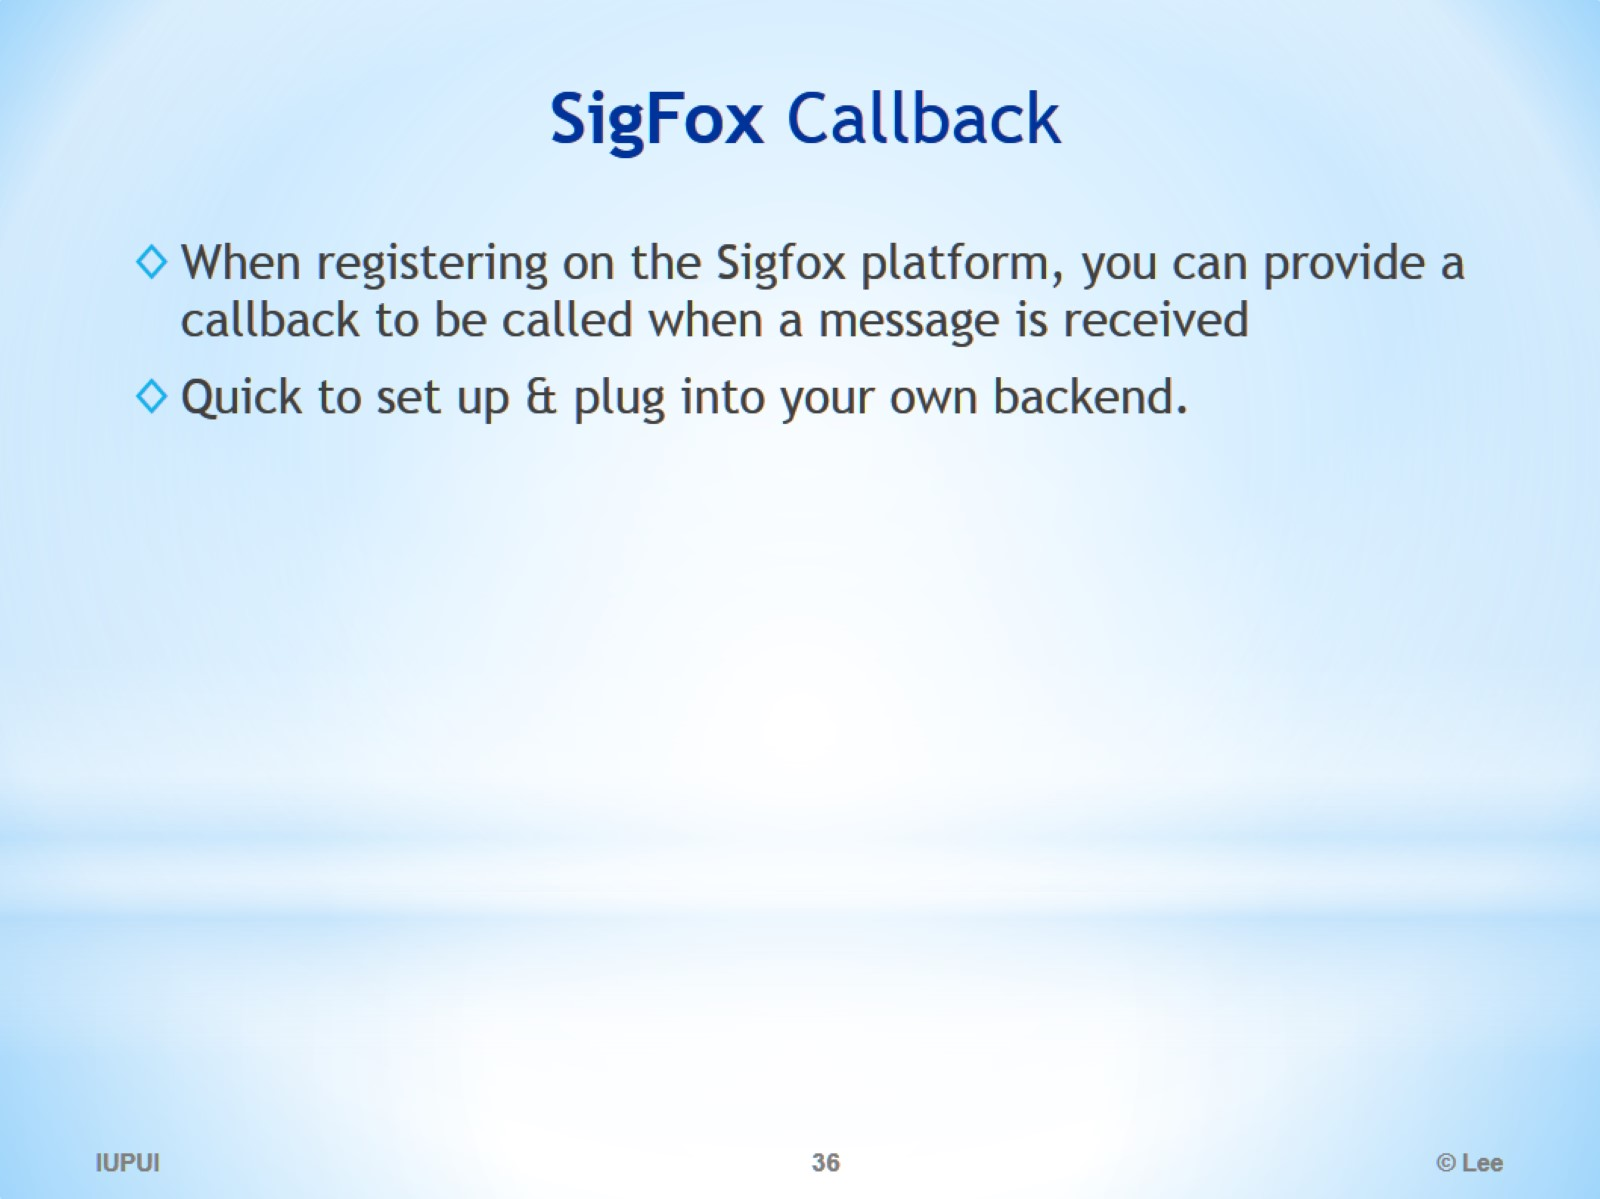 SigFox Callback
◇ When registering on the Sigfox platform, you can provide a
callback to be called when a message is received
◇ Quick to set up & plug into your own backend.
IUPUI 36 © Lee